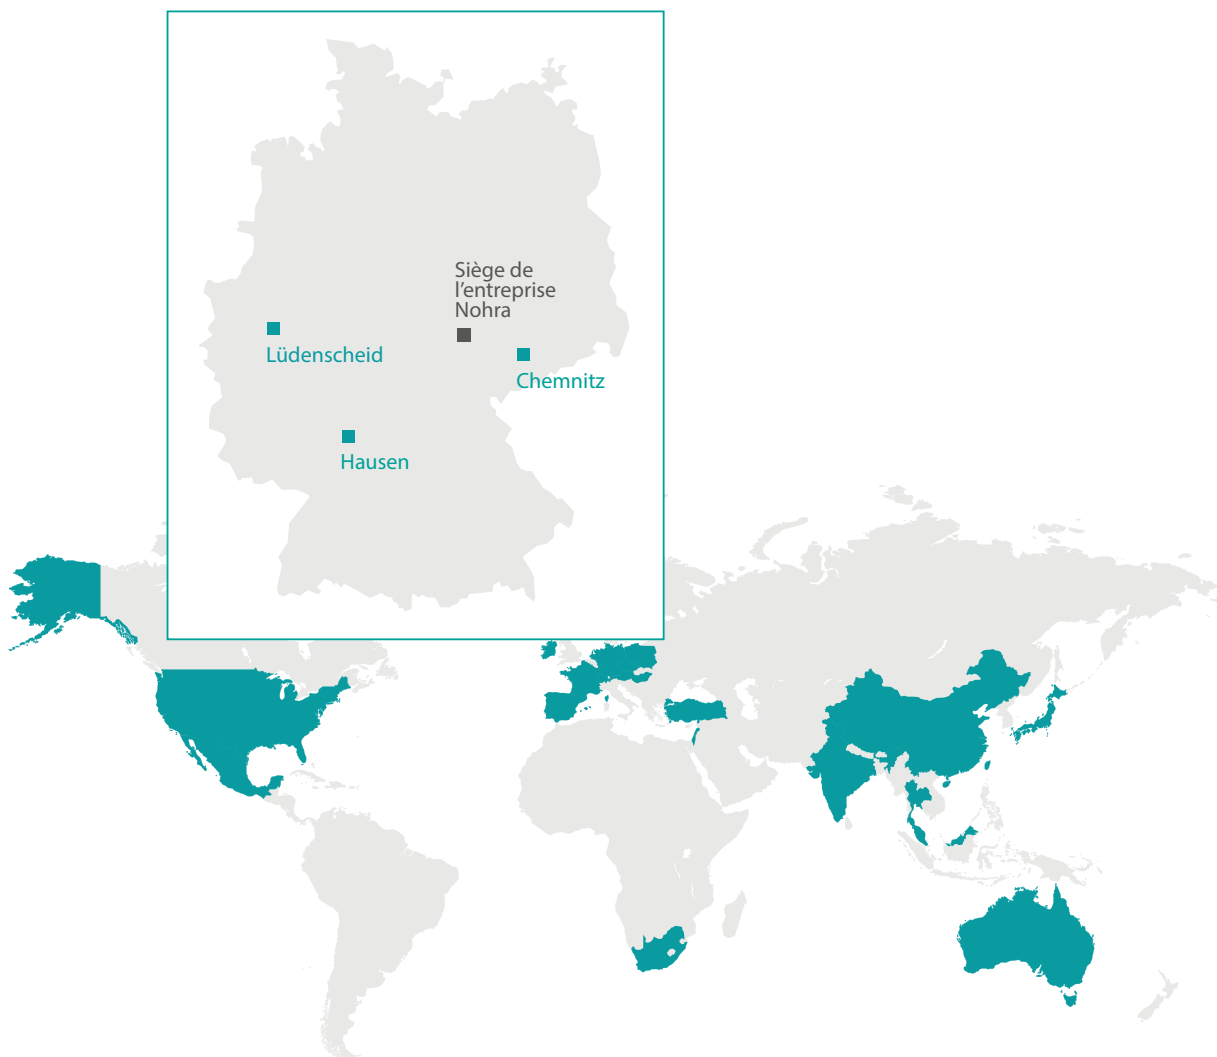 Siège de
l’entreprise
Nohra
Lüdenscheid
Chemnitz
Hausen